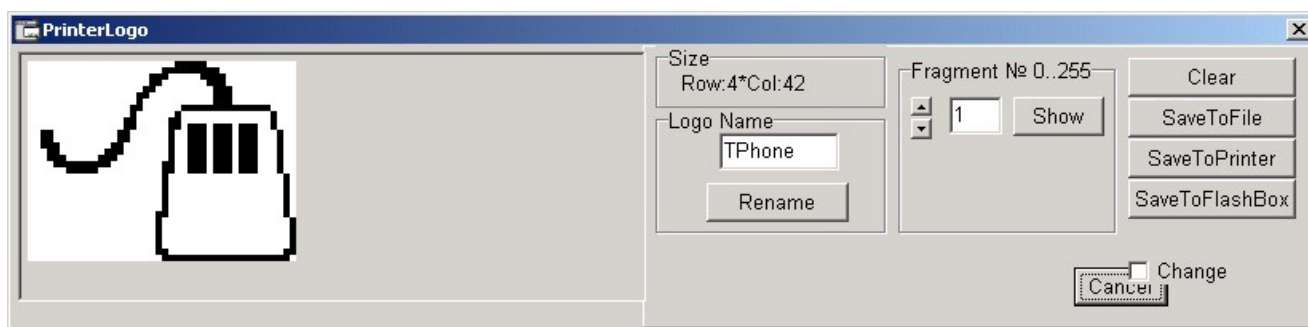 PrinterLogo
Size
Row:4*Col:42
Logo Name
TPhone
Rename
Fragment № 0..255
1
Show
Clear
SaveToFile
SaveToPrinter
SaveToFlashBox
Change
Cancel